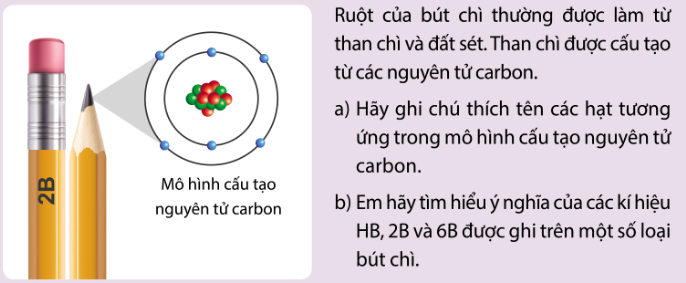 2B
Mô hình cấu tạo
nguyên tử carbon
Ruột của bút chì thường được làm từ
than chì và đất sét. Than chì được cấu tạo
từ các nguyên tử carbon.
a) Hãy ghi chú thích tên các hạt tương
ứng trong mô hình cấu tạo nguyên tử
carbon.
b) Em hãy tìm hiểu ý nghĩa của các kí hiệu
HB, 2B và 6B được ghi trên một số loại
bút chì.